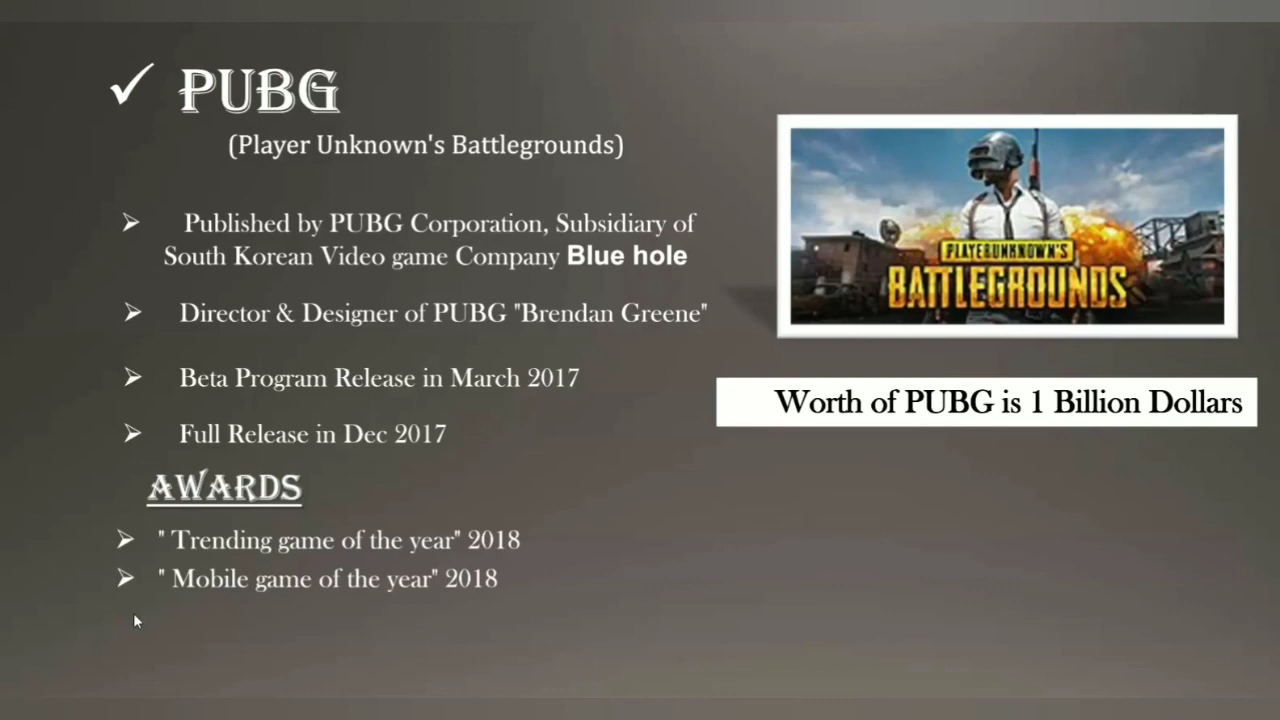 PUBG
(Player Unknown's Battlegrounds)
Published by PUBG Corporation, Subsidiary of
South Korean Video game Company Blue hole
Director & Designer of PUBG "Brendan Greene"
Beta Program Release in March 2017
Full Release in Dec 2017
AWARDS
" Trending game of the year" 2018
" Mobile game of the year" 2018
PLAYERUNKNOWN'S
BATTLEGROUNDS
Worth of PUBG is 1 Billion Dollars